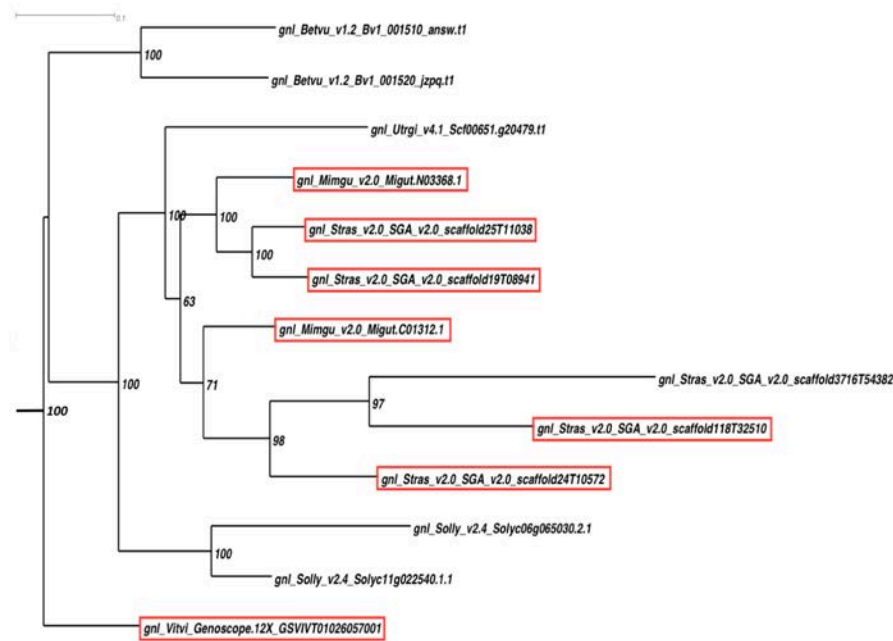 0.1
gnl_Betvu_v1.2_Bv1_001510_answ.t1
100
gnl_Betvu_v1.2_Bv1_001520_jzpq.t1
gnl_Utrgi_v4.1_Scf00651.g20479.t1
gnl_Mimgu_v2.0_Migut.N03368.1
100
100
gnl_Stras_v2.0_SGA_v2.0_scaffold25T11038
100
gnl_Stras_v2.0_SGA_v2.0_scaffold19T08941
63
gnl_Mimgu_v2.0_Migut.C01312.1
gnl_Stras_v2.0_SGA_v2.0_scaffold3716T54382
100
71
97
100
gnl_Stras_v2.0_SGA_v2.0_scaffold118T32510
98
gnl_Stras_v2.0_SGA_v2.0_scaffold24T10572
gnl_Solly_v2.4_Solyc06g065030.2.1
100
gnl_Solly_v2.4_Solyc11g022540.1.1
gnl_Vitvi_Genoscope.12X_GSVIVT01026057001